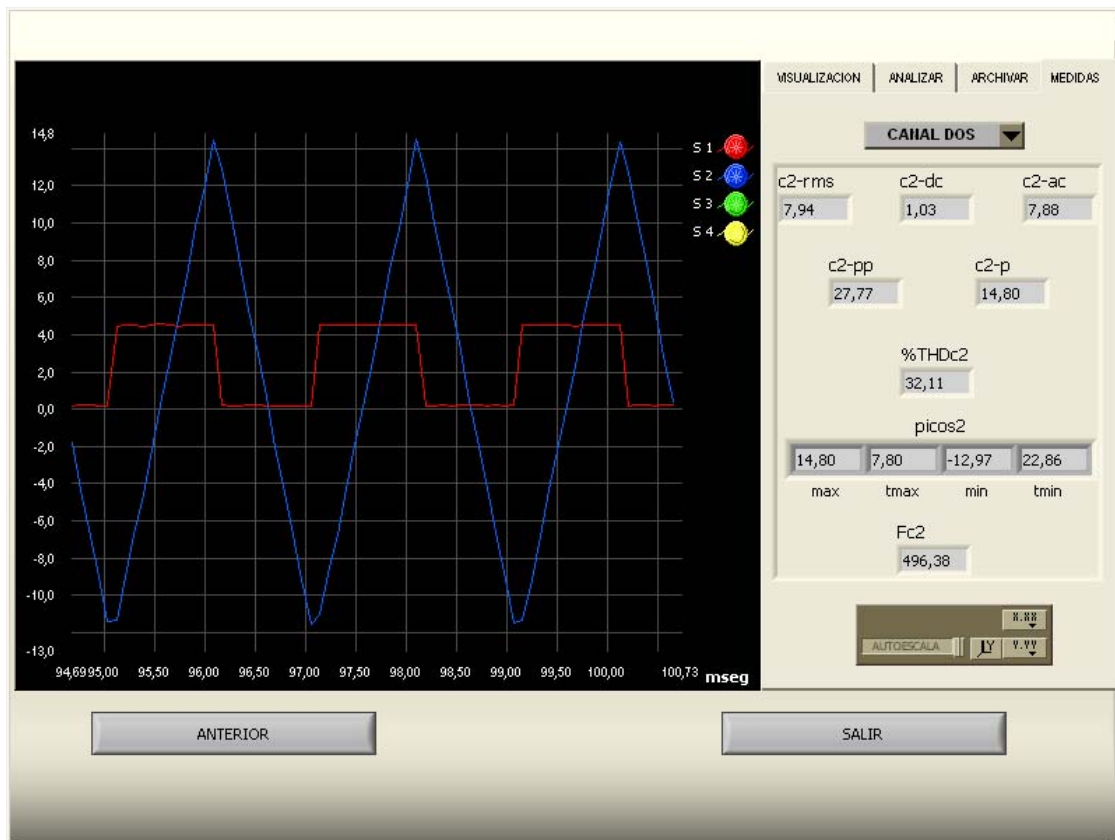 VISUALIZACION ANALIZAR ARCHIVAR MEDIDAS
CANAL DOS
c2-rms c2-dc c2-ac
7,94 1,03 7,88
c2-pp c2-p
27,77 14,80
%THDc2
32,11
picos2
14,80 7,80 -12,97 22,86
max tmax min tmin
Fc2
496,38
X.XX
AUTOESCALA Y Y.YY
S 1
S 2
S 3
S 4
14,8
12,0
10,0
8,0
6,0
4,0
2,0
0,0
-2,0
-4,0
-6,0
-8,0
-10,0
-13,0
94,69 95,00 95,50 96,00 96,50 97,00 97,50 98,00 98,50 99,00 99,50 100,00 100,73 mseg
ANTERIOR SALIR